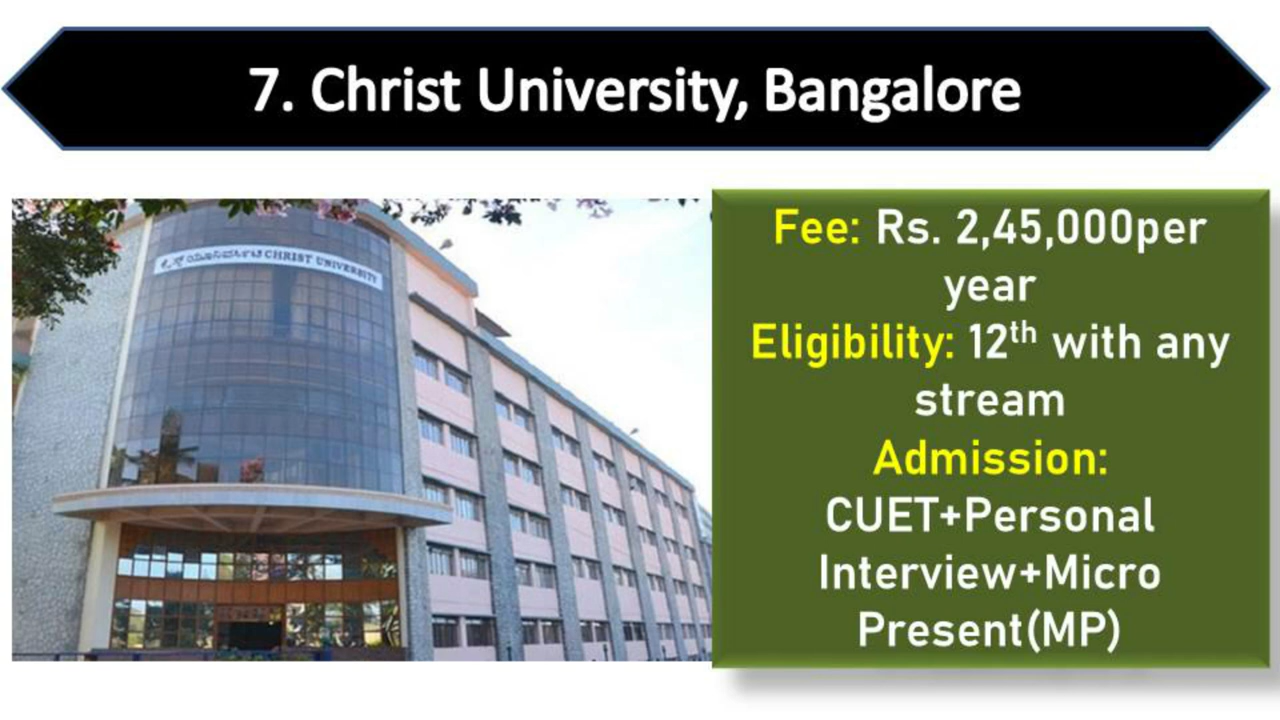 7. Christ University, Bangalore
ಕ್ರೈಸ್ಟ್ ಯೂನಿವರ್ಸಿಟಿ CHRIST UNIVERSITY
Fee: Rs. 2,45,000per
year
Eligibility: 12th with any
stream
Admission:
CUET+Personal
Interview+Micro
Present(MP)